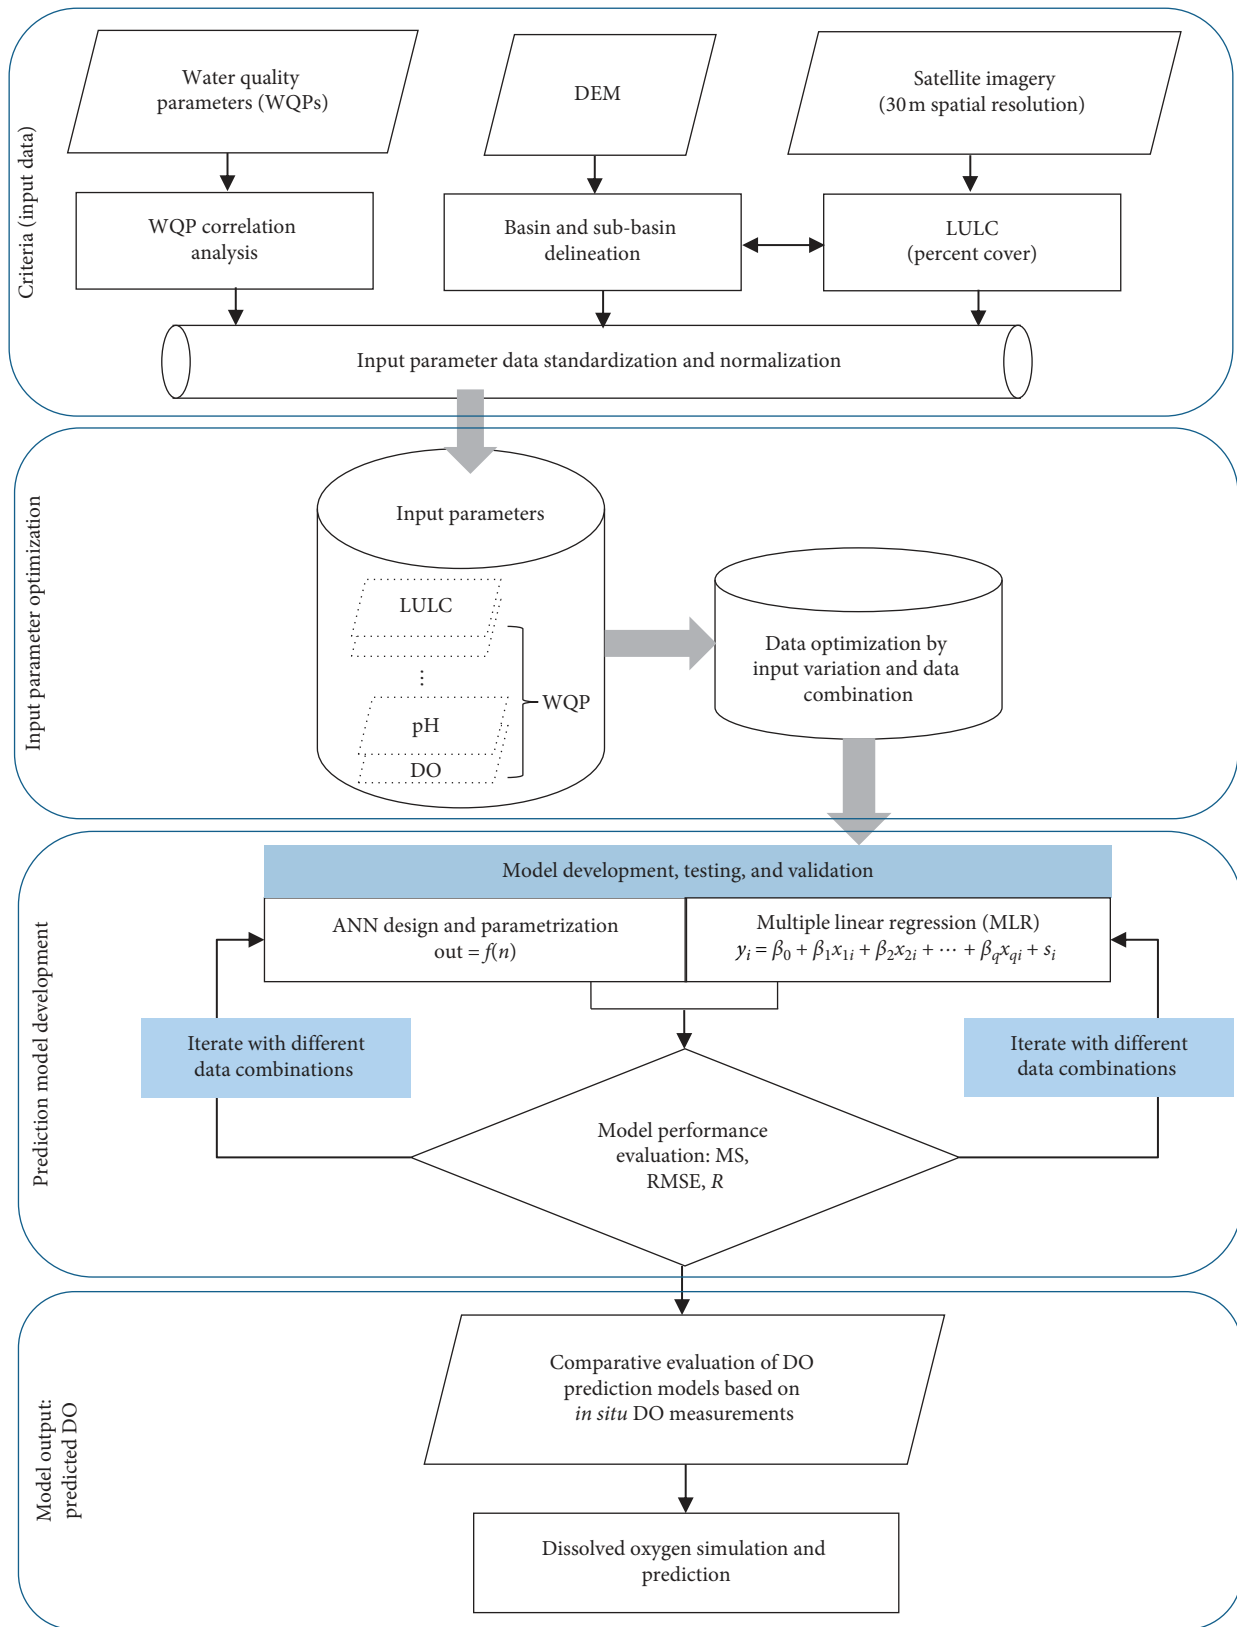 Criteria (input data)
Water quality
parameters (WQPs)
DEM
Satellite imagery
(30 m spatial resolution)
WQP correlation
analysis
Basin and sub-basin
delineation
LULC
(percent cover)
Input parameter data standardization and normalization
Input parameter optimization
Input parameters
LULC
⋮
pH
DO
WQP
Data optimization by
input variation and data
combination
Prediction model development
Model development, testing, and validation
ANN design and parametrization
out = f(n)
Multiple linear regression (MLR)
yᵢ = β₀ + β₁x₁ᵢ + β₂x₂ᵢ + ⋯ + β_q x_qi + sᵢ
Iterate with different
data combinations
Iterate with different
data combinations
Model performance
evaluation: MS,
RMSE, R
Model output:
predicted DO
Comparative evaluation of DO
prediction models based on
in situ DO measurements
Dissolved oxygen simulation and
prediction